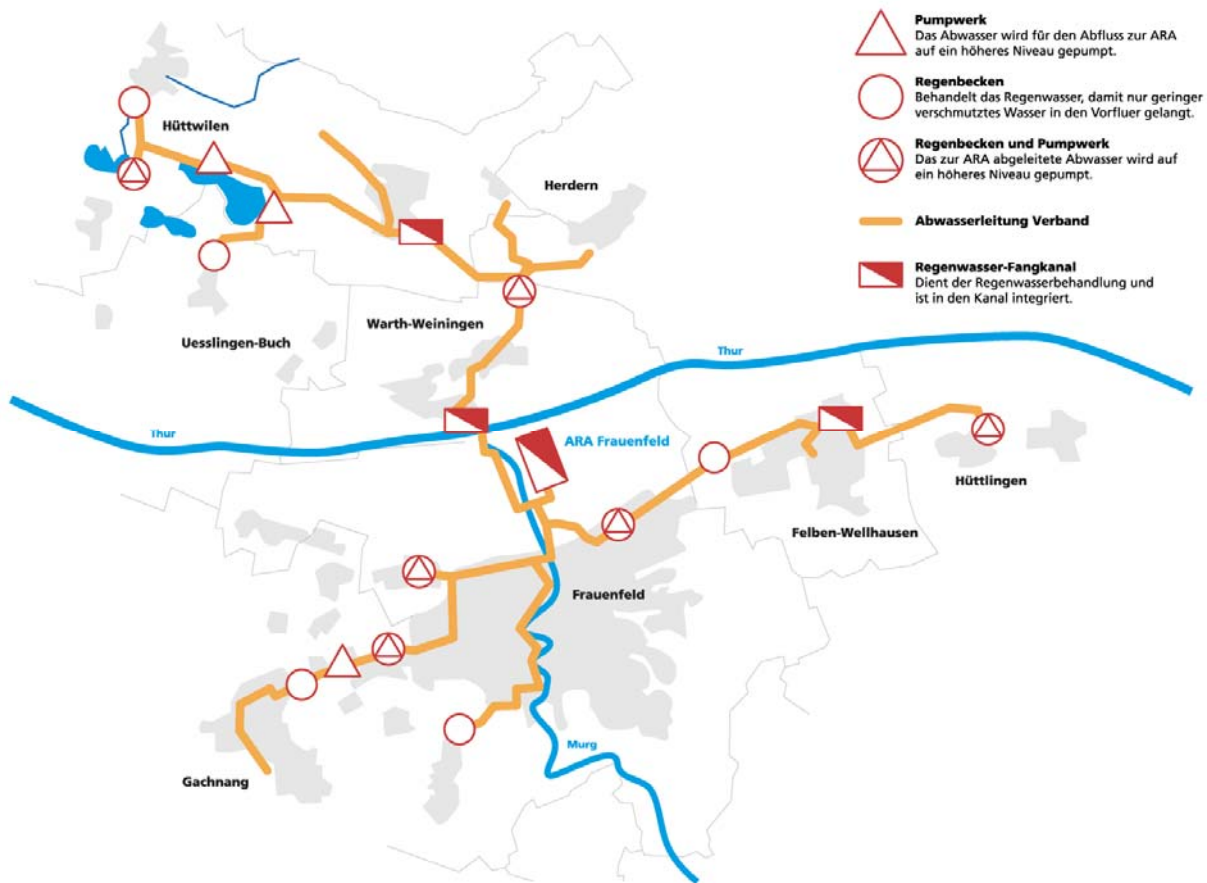 Pumpwerk
Das Abwasser wird für den Abfluss zur ARA
auf ein höheres Niveau gepumpt.
Regenbecken
Behandelt das Regenwasser, damit nur geringer
verschmutztes Wasser in den Vorfluer gelangt.
Regenbecken und Pumpwerk
Das zur ARA abgeleitete Abwasser wird auf
ein höheres Niveau gepumpt.
Abwasserleitung Verband
Regenwasser-Fangkanal
Dient der Regenwasserbehandlung und
ist in den Kanal integriert.
Hüttwilen
Herdern
Warth-Weiningen
Uesslingen-Buch
Thur
Thur
ARA Frauenfeld
Hüttlingen
Felben-Wellhausen
Frauenfeld
Murg
Gachnang